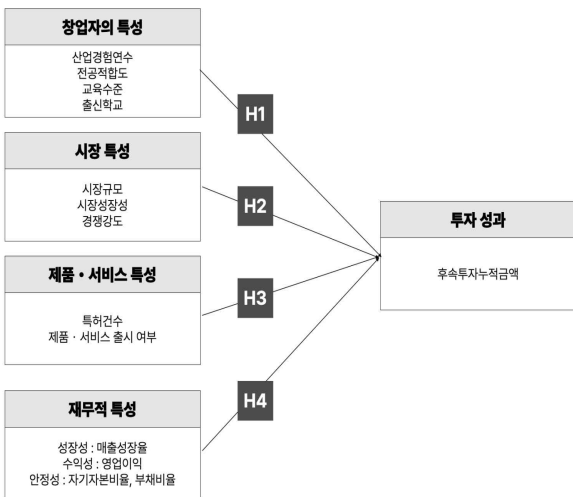 창업자의 특성
산업경험연수
전공적합도
교육수준
출신학교
H1
시장 특성
시장규모
시장성장성
경쟁강도
H2
투자 성과
후속투자누적금액
제품・서비스 특성
특허건수
제품・서비스 출시 여부
H3
재무적 특성
성장성 : 매출성장율
수익성 : 영업이익
안정성 : 자기자본비율, 부채비율
H4